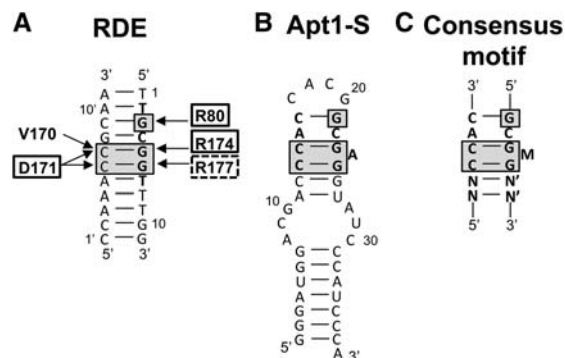 A RDE
3' 5'
A T 1
A T
10' C G R80
G C
V170 C G R174
D171 C G R177
A T
A T
A T
C G 10
C G
1' 5' 3'
B Apt1-S
A C
C G 20
C G
A C
C G A
C G
C G
A U
10 G A
C U
A C 30
G C
G C
U A
A U
G C
G C
G C
5' A 3'
C Consensus motif
3' 5'
C G
A C
C G M
C G
N N'
N N'
5' 3'